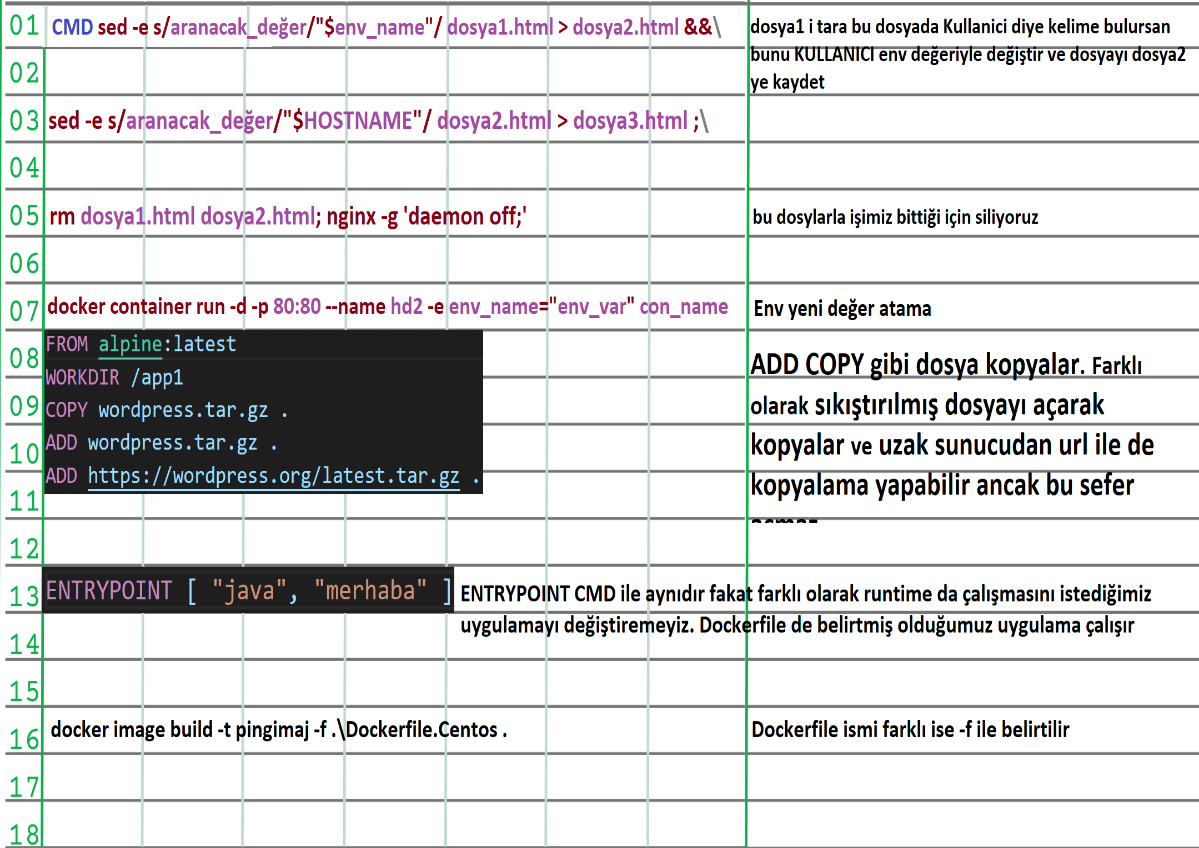 01 CMD sed -e s/aranacak_değer/"$env_name"/ dosya1.html > dosya2.html &&\
dosya1 i tara bu dosyada Kullanici diye kelime bulursan
bunu KULLANICI env değeriyle değiştir ve dosyayı dosya2
02
ye kaydet
03 sed -e s/aranacak_değer/"$HOSTNAME"/ dosya2.html > dosya3.html ;\
04
05 rm dosya1.html dosya2.html; nginx -g 'daemon off;'
bu dosylarla işimiz bittiği için siliyoruz
06
07 docker container run -d -p 80:80 --name hd2 -e env_name="env_var" con_name
Env yeni değer atama
FROM alpine:latest
08
WORKDIR /app1
09 COPY wordpress.tar.gz .
10 ADD wordpress.tar.gz .
ADD https://wordpress.org/latest.tar.gz .
11
ADD COPY gibi dosya kopyalar. Farklı
olarak sıkıştırılmış dosyayı açarak
kopyalar ve uzak sunucudan url ile de
kopyalama yapabilir ancak bu sefer
12
13 ENTRYPOINT [ "java", "merhaba" ]
ENTRYPOINT CMD ile aynıdır fakat farklı olarak runtime da çalışmasını istediğimiz
uygulamayı değiştiremeyiz. Dockerfile de belirtmiş olduğumuz uygulama çalışır
14
15
16 docker image build -t pingimaj -f .\Dockerfile.Centos .
Dockerfile ismi farklı ise -f ile belirtilir
17
18